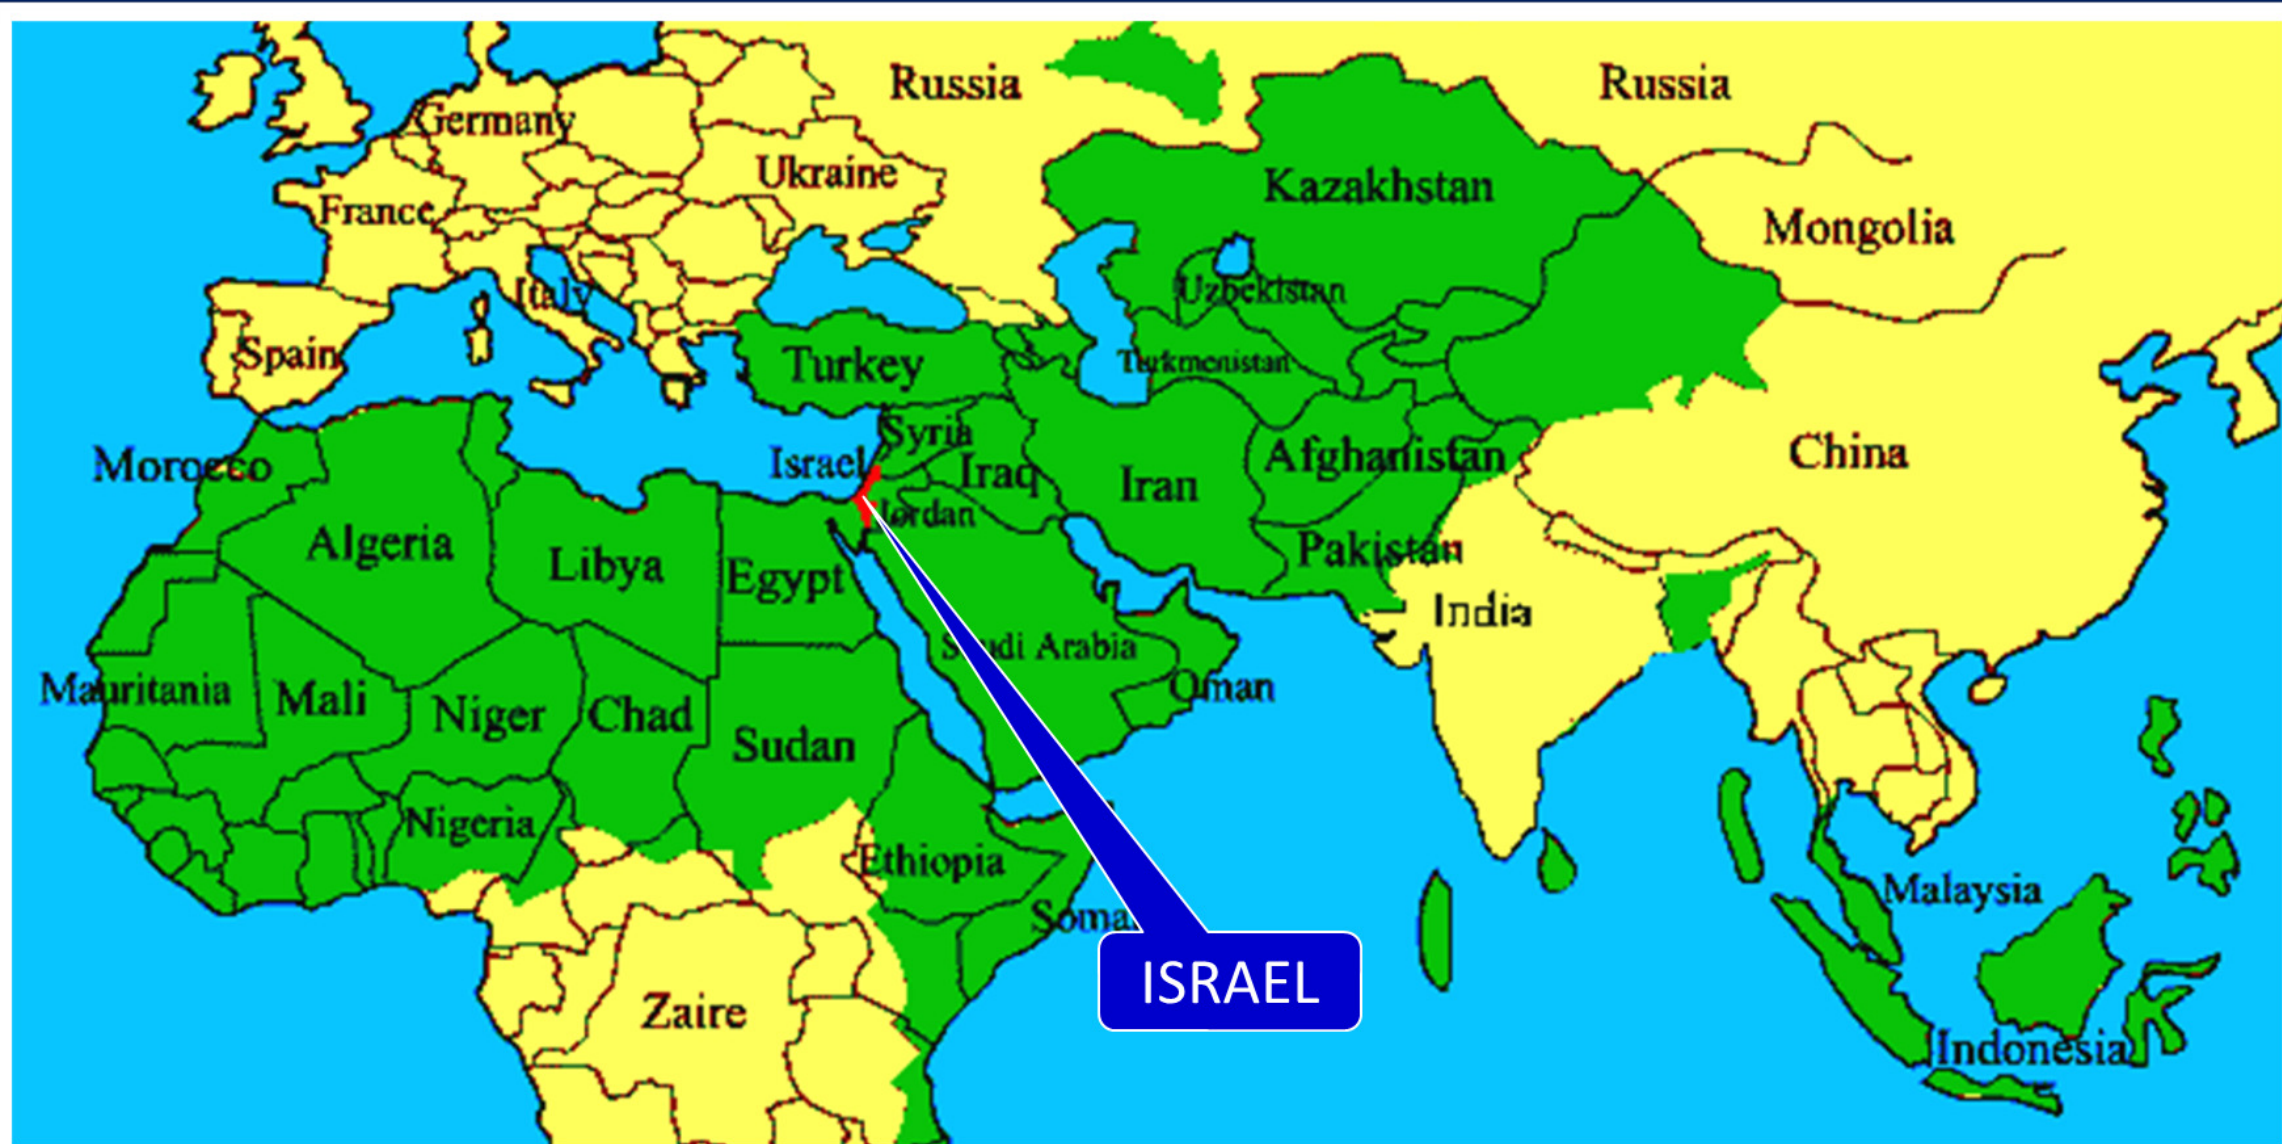 Russia
Russia
Germany
Ukraine
Kazakhstan
France
Mongolia
Italy
Uzbekistan
Spain
Turkey
Turkmenistan
Syria
Israel
Morocco
Iraq
Iran
Afghanistan
China
Jordan
Algeria
Libya
Egypt
Pakistan
India
Saudi Arabia
Mauritania
Mali
Niger
Chad
Oman
Sudan
Nigeria
Ethiopia
Malaysia
Soma
ISRAEL
Zaire
Indonesia